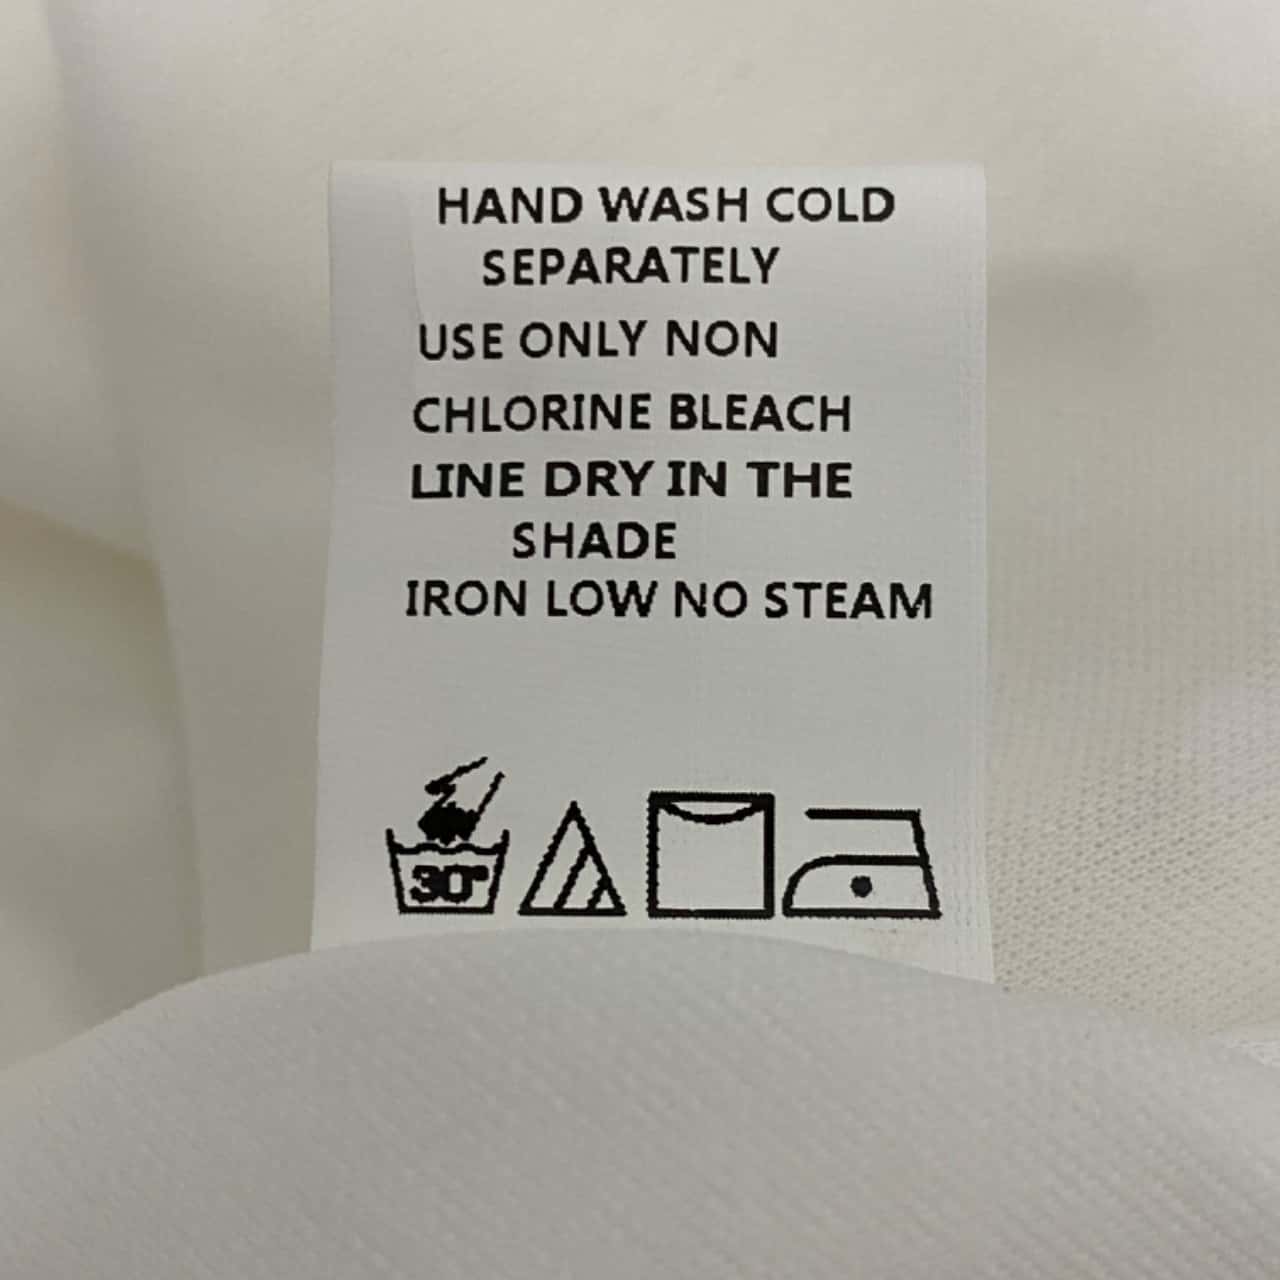 HAND WASH COLD
SEPARATELY
USE ONLY NON
CHLORINE BLEACH
LINE DRY IN THE
SHADE
IRON LOW NO STEAM
30°